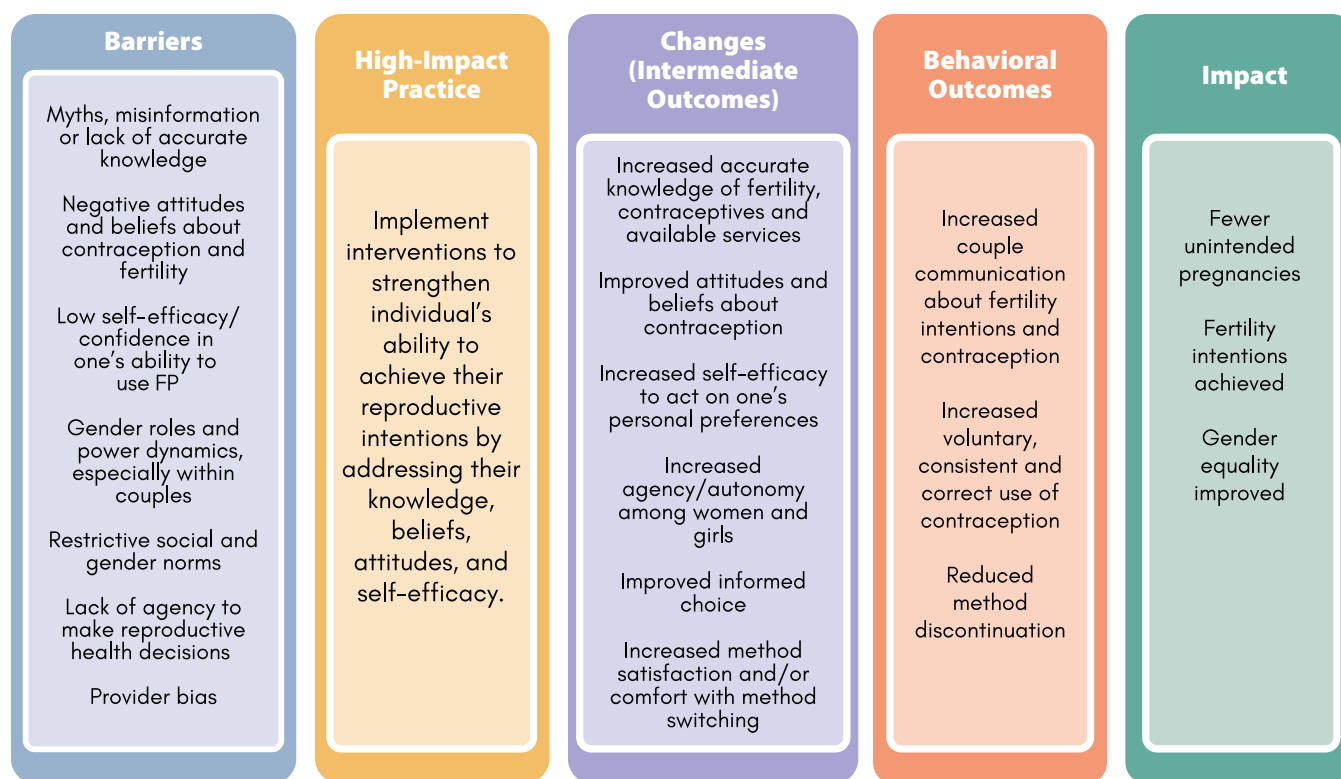 Barriers
Myths, misinformation
or lack of accurate
knowledge
Negative attitudes
and beliefs about
contraception and
fertility
Low self-efficacy/
confidence in
one's ability to
use FP
Gender roles and
power dynamics,
especially within
couples
Restrictive social and
gender norms
Lack of agency to
make reproductive
health decisions
Provider bias
High-Impact
Practice
Implement
interventions to
strengthen
individual's
ability to
achieve their
reproductive
intentions by
addressing their
knowledge,
beliefs,
attitudes, and
self-efficacy.
Changes
(Intermediate
Outcomes)
Increased accurate
knowledge of fertility,
contraceptives and
available services
Improved attitudes and
beliefs about
contraception
Increased self-efficacy
to act on one's
personal preferences
Increased
agency/autonomy
among women and
girls
Improved informed
choice
Increased method
satisfaction and/or
comfort with method
switching
Behavioral
Outcomes
Increased
couple
communication
about fertility
intentions and
contraception
Increased
voluntary,
consistent and
correct use of
contraception
Reduced
method
discontinuation
Impact
Fewer
unintended
pregnancies
Fertility
intentions
achieved
Gender
equality
improved